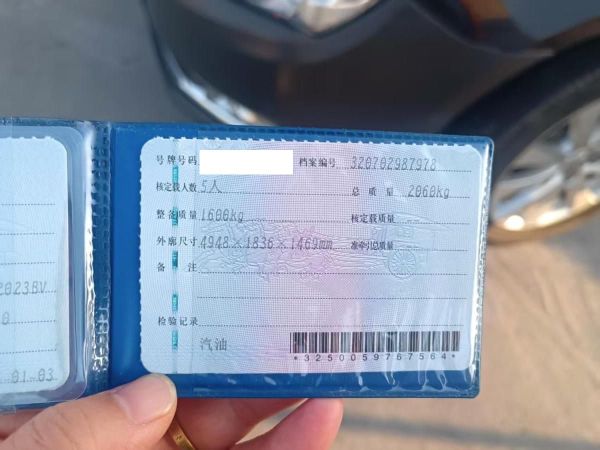 号牌号码 档案编号 320702987978
核定载人数 5人 总质量 2060kg
整备质量 1600kg 核定载质量 --
外廓尺寸 4948×1836×1469mm 准牵引总质量 --
备注
检验记录
汽油
*3250059767564*
2023BV
0
01 03